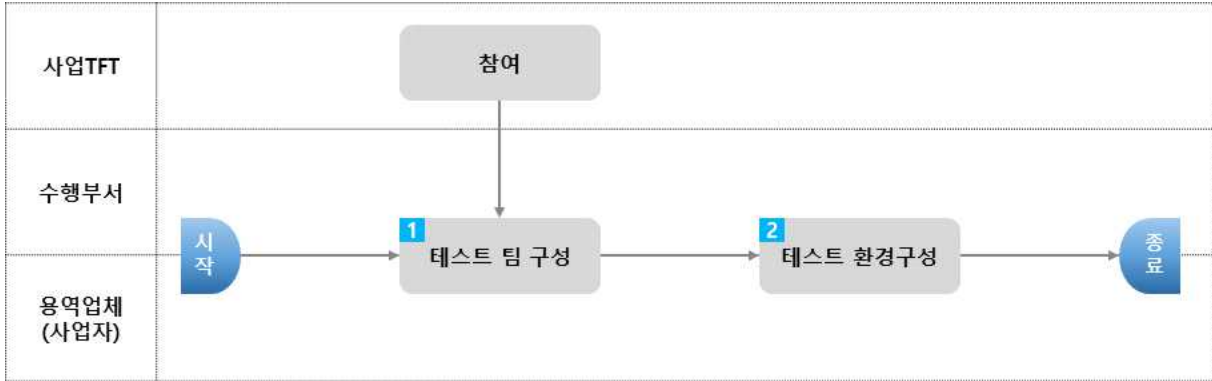 사업TFT
참여
수행부서
시
작
1
테스트 팀 구성
2
테스트 환경구성
종
료
용역업체
(사업자)